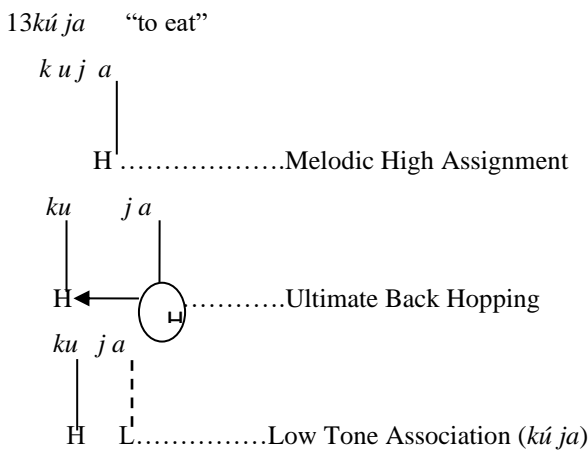 13kú ja “to eat”
k u j a
H ………………..Melodic High Assignment
ku j a
H H …………..Ultimate Back Hopping
ku j a
H L……………Low Tone Association (kú ja)